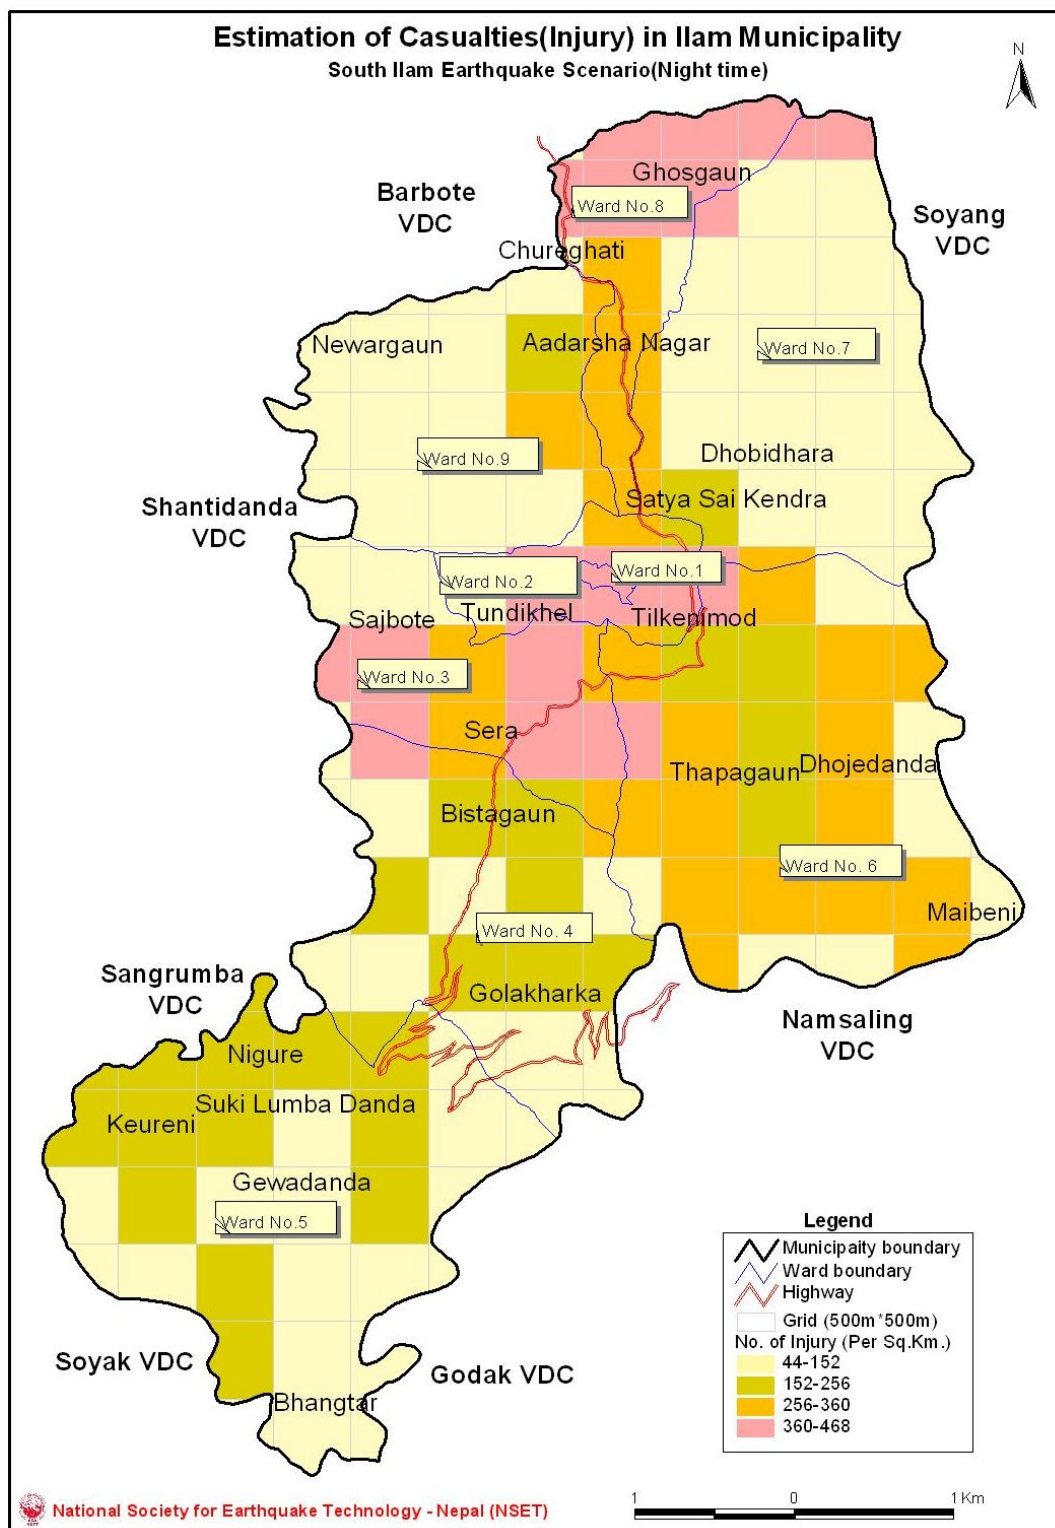 Estimation of Casualties(Injury) in Ilam Municipality
South Ilam Earthquake Scenario(Night time)
N
Ghosgaun
Barbote
VDC
Ward No.8
Soyang
VDC
Chureghati
Newargaun
Aadarsha Nagar
Ward No.7
Dhobidhara
Ward No.9
Shantidanda
VDC
Satya Sai Kendra
Ward No.2
Ward No.1
Tundikhel
Tilkenimod
Sajbote
Ward No.3
Sera
Thapagaun
Dhojedanda
Bistagaun
Ward No. 6
Maibeni
Ward No. 4
Sangrumba
VDC
Golakharka
Namsaling
VDC
Nigure
Suki Lumba Danda
Keureni
Gewadanda
Ward No.5
Soyak VDC
Godak VDC
Bhangtar
Legend
Municipaity boundary
Ward boundary
Highway
Grid (500m*500m)
No. of Injury (Per Sq.Km.)
44-152
152-256
256-360
360-468
National Society for Earthquake Technology - Nepal (NSET)
1 0 1 Km